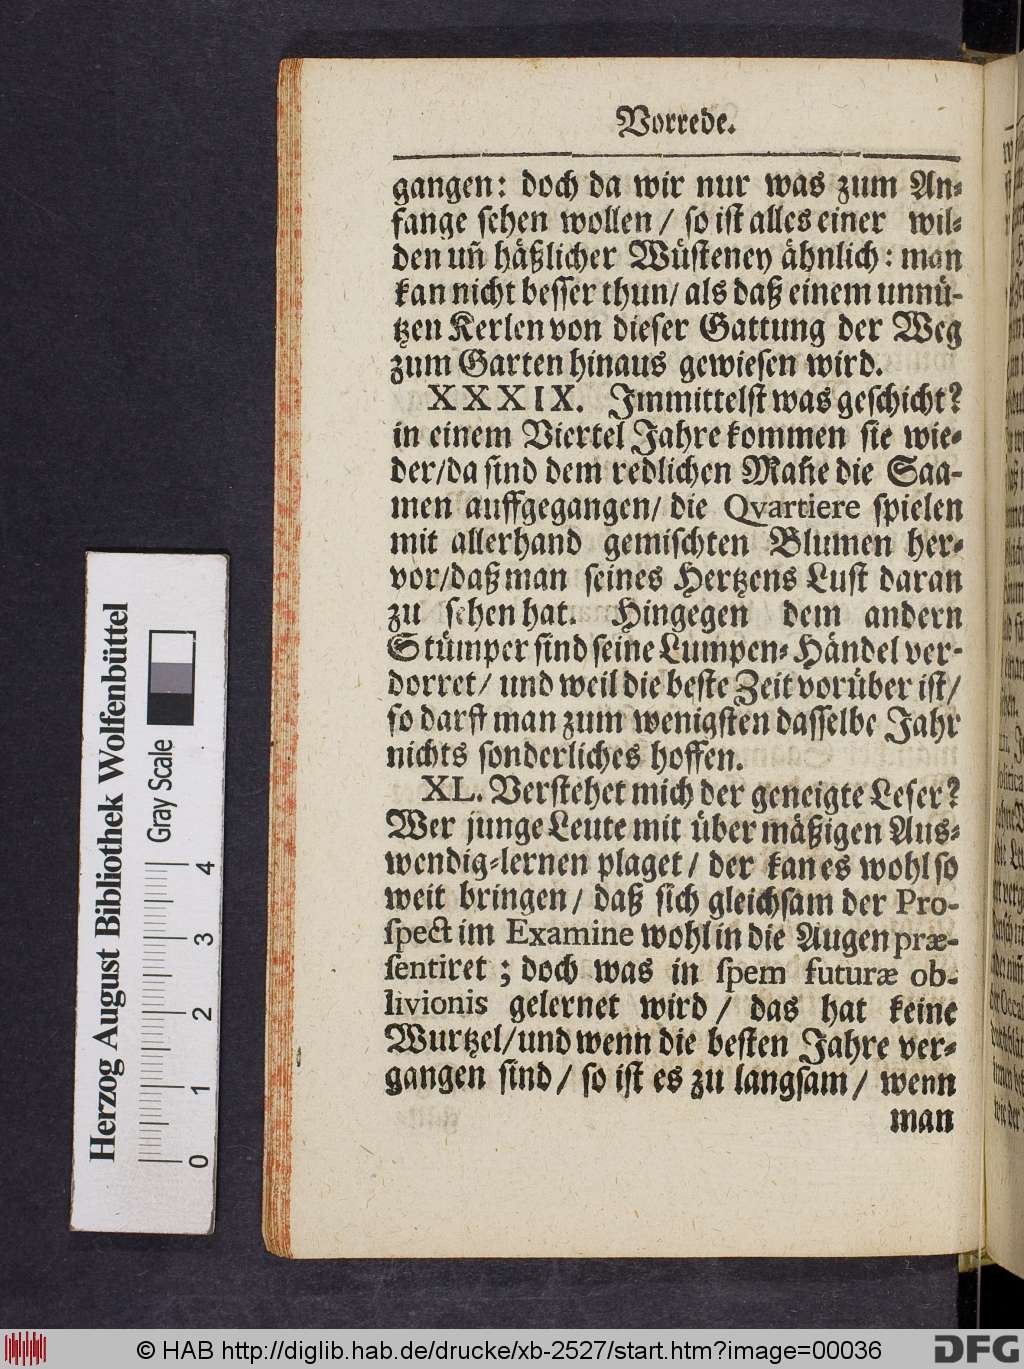 Vorrede.
gangen: doch da wir nur was zum An-
fange sehen wollen / so ist alles einer wil-
den uñ häßlicher Wüsteney ähnlich: man
kan nicht besser thun/ als daß einem unnü-
tzen Kerlen von dieser Gattung der Weg
zum Garten hinaus gewiesen wird.
XXXIX. Immittelst was geschicht?
in einem Viertel Jahre kommen sie wie-
der/da sind dem redlichen Mañe die Saa-
men auffgegangen/ die Qvartiere spielen
mit allerhand gemischten Blumen her-
vor/daß man seines Hertzens Lust daran
zu sehen hat. Hingegen dem andern
Stümper sind seine Lumpen-Händel ver-
dorret/ und weil die beste Zeit vorüber ist/
so darff man zum wenigsten dasselbe Jahr
nichts sonderliches hoffen.
XL. Verstehet mich der geneigte Leser?
Wer junge Leute mit über mäßigen Aus-
wendig-lernen plaget / der kan es wohl so
weit bringen / daß sich gleichsam der Pro-
spect im Examine wohl in die Augen præ-
sentiret ; doch was in spem futuræ ob-
livionis gelernet wird / das hat keine
Wurtzel/und wenn die besten Jahre ver-
gangen sind / so ist es zu langsam / wenn
man
Herzog August Bibliothek Wolfenbüttel
Gray Scale
0 1 2 3 4
© HAB http://diglib.hab.de/drucke/xb-2527/start.htm?image=00036
DFG